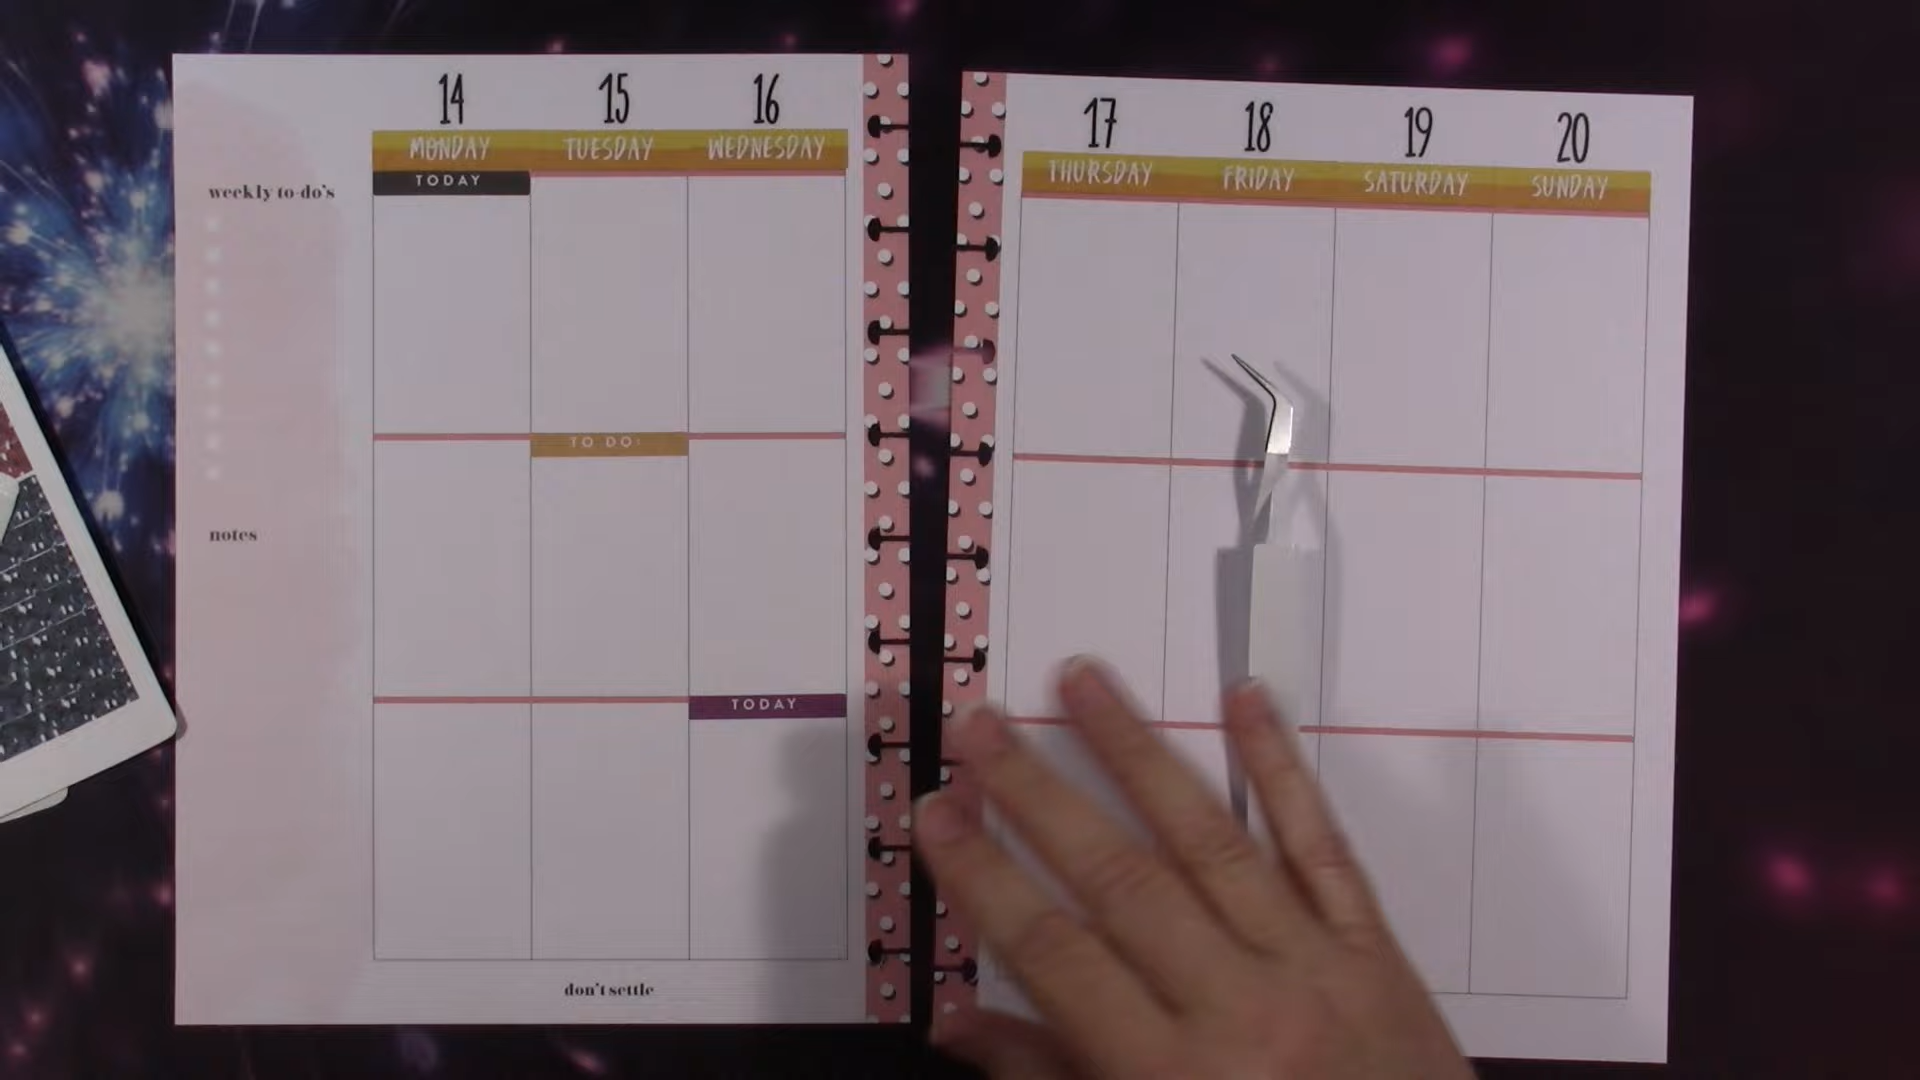 14 15 16
MONDAY TUESDAY WEDNESDAY
TODAY
weekly to-do's
TO DO:
notes
TODAY
don't settle
17 18 19 20
THURSDAY FRIDAY SATURDAY SUNDAY